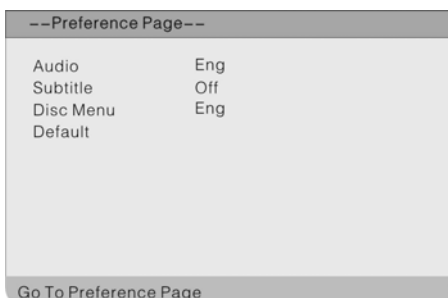 --Preference Page--
Audio Eng
Subtitle Off
Disc Menu Eng
Default
Go To Preference Page